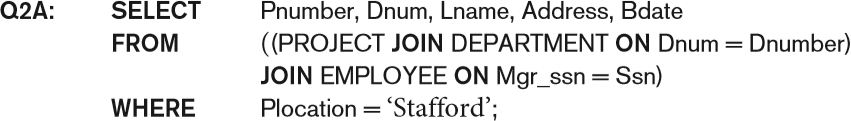 Q2A: SELECT Pnumber, Dnum, Lname, Address, Bdate
FROM ((PROJECT JOIN DEPARTMENT ON Dnum = Dnumber)
JOIN EMPLOYEE ON Mgr_ssn = Ssn)
WHERE Plocation = ‘Stafford’;